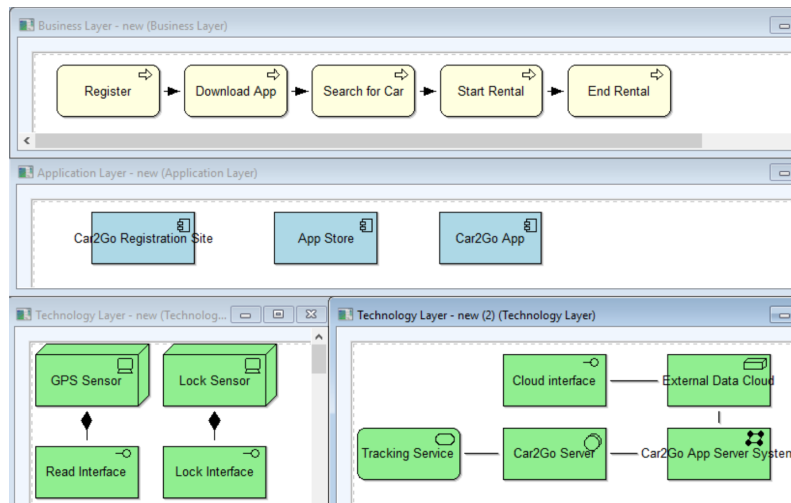 Business Layer - new (Business Layer)
Register
Download App
Search for Car
Start Rental
End Rental
Application Layer - new (Application Layer)
Car2Go Registration Site
App Store
Car2Go App
Technology Layer - new (Technolog...
GPS Sensor
Lock Sensor
Read Interface
Lock Interface
Technology Layer - new (2) (Technology Layer)
Cloud interface
External Data Cloud
Tracking Service
Car2Go Server
Car2Go App Server System